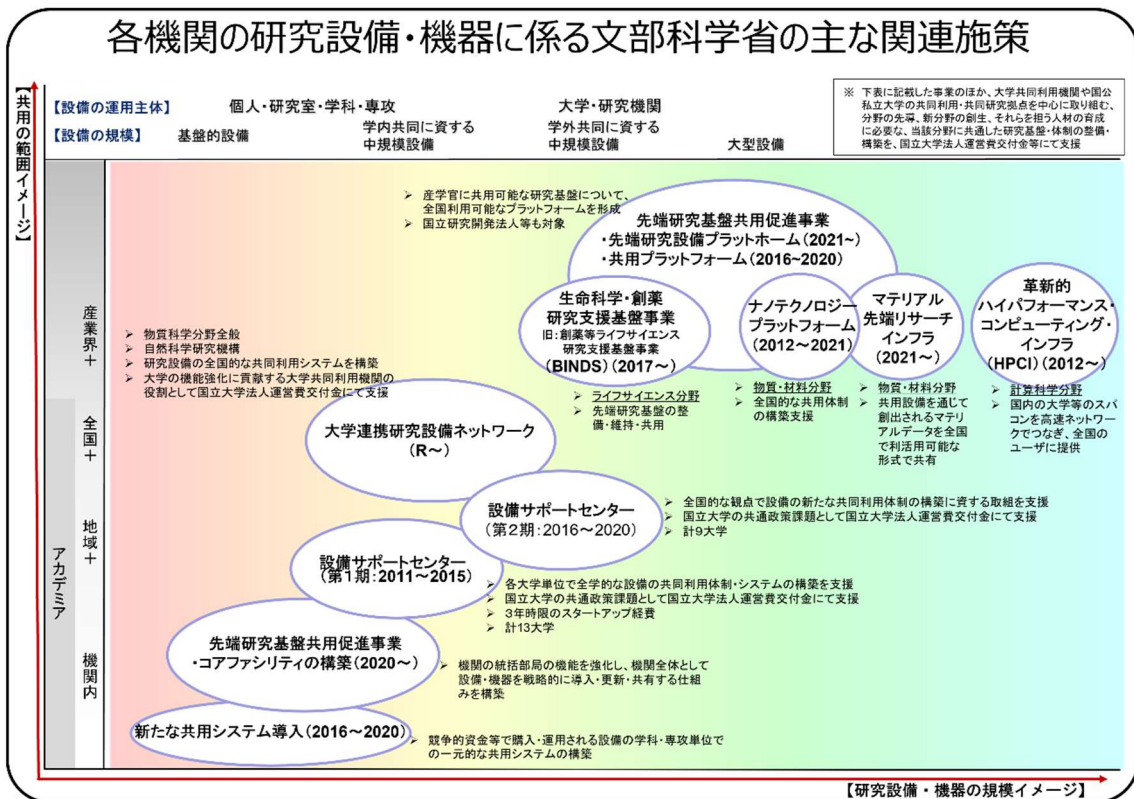 各機関の研究設備・機器に係る文部科学省の主な関連施策
【共用の範囲イメージ】
【設備の運用主体】 個人・研究室・学科・専攻 大学・研究機関
【設備の規模】 基盤的設備
学内共同に資する
中規模設備
学外共同に資する
中規模設備
大型設備
※ 下表に記載した事業のほか、大学共同利用機関や国公
私立大学の共同利用・共同研究拠点を中心に取り組む、
分野の先導、新分野の創生、それらを担う人材の育成
に必要な、当該分野に共通した研究基盤・体制の整備・
構築を、国立大学法人運営費交付金等にて支援
➢ 産学官に共用可能な研究基盤について、
全国利用可能なプラットフォームを形成
➢ 国立研究開発法人等も対象
先端研究基盤共用促進事業
・先端研究設備プラットホーム(2021~)
・共用プラットフォーム(2016~2020)
産業界+
全国+
地域+
機関内
アカデミア
生命科学・創薬
研究支援基盤事業
旧:創薬等ライフサイエンス
研究支援基盤事業
(BINDS)(2017~)
➢ ライフサイエンス分野
➢ 先端研究基盤の整
備・維持・共用
ナノテクノロジー
プラットフォーム
(2012~2021)
➢ 物質・材料分野
➢ 全国的な共用体制
の構築支援
マテリアル
先端リサーチ
インフラ
(2021~)
➢ 物質・材料分野
➢ 共用設備を通じて
創出されるマテリ
アルデータを全国
で利活用可能な
形式で共有
革新的
ハイパフォーマンス・
コンピューティング・
インフラ
(HPCI)(2012~)
➢ 計算科学分野
➢ 国内の大学等のスパ
コンを高速ネットワー
クでつなぎ、全国の
ユーザに提供
➢ 物質科学分野全般
➢ 自然科学研究機構
➢ 研究設備の全国的な共同利用システムを構築
➢ 大学の機能強化に貢献する大学共同利用機関の
役割として国立大学法人運営費交付金にて支援
大学連携研究設備ネットワーク
(R~)
設備サポートセンター
(第2期:2016~2020)
➢ 全国的な観点で設備の新たな共同利用体制の構築に資する取組を支援
➢ 国立大学の共通政策課題として国立大学法人運営費交付金にて支援
➢ 計9大学
設備サポートセンター
(第1期:2011~2015)
➢ 各大学単位で全学的な設備の共同利用体制・システムの構築を支援
➢ 国立大学の共通政策課題として国立大学法人運営費交付金にて支援
➢ 3年時限のスタートアップ経費
➢ 計13大学
先端研究基盤共用促進事業
・コアファシリティの構築(2020~)
➢ 機関の統括部局の機能を強化し、機関全体として
設備・機器を戦略的に導入・更新・共有する仕組
みを構築
新たな共用システム導入(2016~2020)
➢ 競争的資金等で購入・運用される設備の学科・専攻単位で
の一元的な共用システムの構築
【研究設備・機器の規模イメージ】